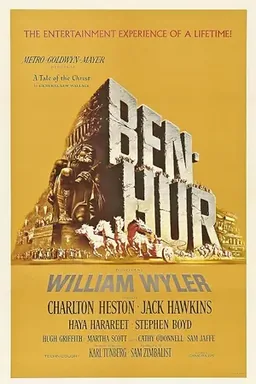 THE ENTERTAINMENT EXPERIENCE OF A LIFETIME!
METRO-GOLDWYN-MAYER
A Tale of the Christ
BEN-
HUR
WILLIAM WYLER
CHARLTON HESTON · JACK HAWKINS
HAYA HARAREET · STEPHEN BOYD
HUGH GRIFFITH MARTHA SCOTT CATHY O'DONNELL SAM JAFFE
KARL TUNBERG SAM ZIMBALIST